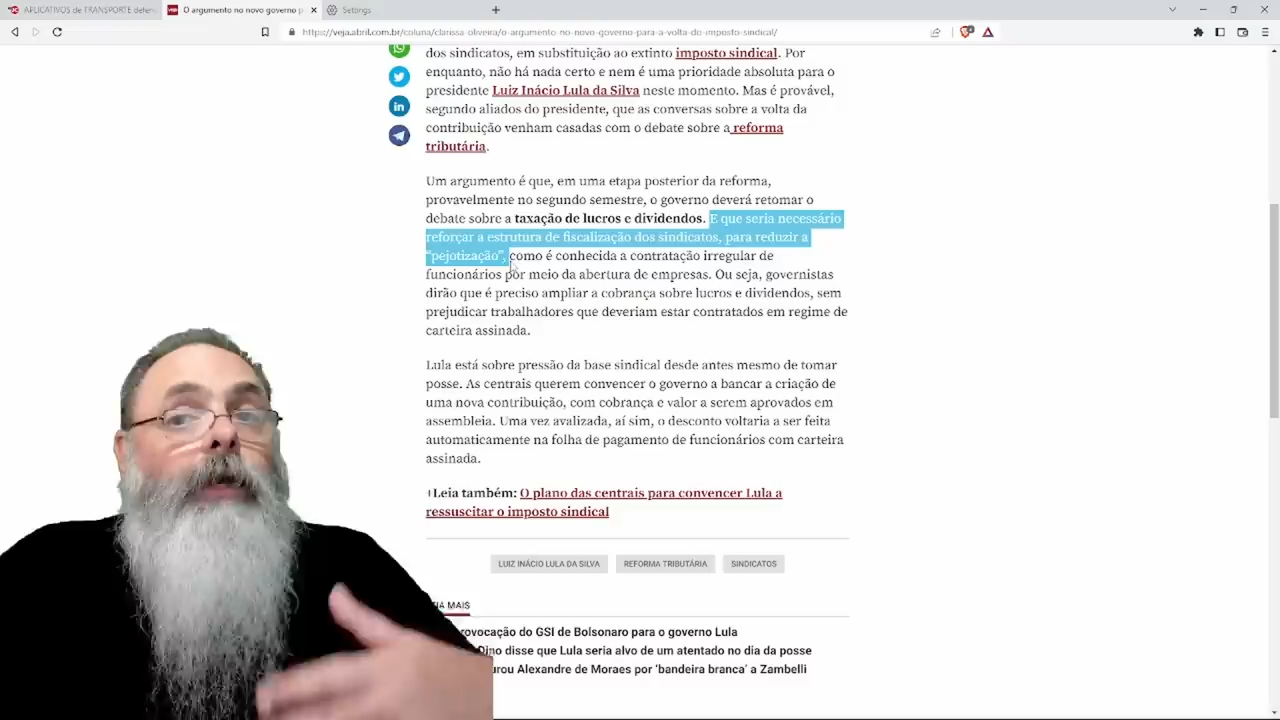 APLICATIVOS de TRANSPORTE defen
O argumento no novo governo p
Settings
https://veja.abril.com.br/coluna/clarissa-oliveira/o-argumento-no-novo-governo-para-a-volta-do-imposto-sindical/
dos sindicatos, em substituição ao extinto imposto sindical. Por
enquanto, não há nada certo e nem é uma prioridade absoluta para o
presidente Luiz Inácio Lula da Silva neste momento. Mas é provável,
segundo aliados do presidente, que as conversas sobre a volta da
contribuição venham casadas com o debate sobre a reforma
tributária.
Um argumento é que, em uma etapa posterior da reforma,
provavelmente no segundo semestre, o governo deverá retomar o
debate sobre a taxação de lucros e dividendos. E que seria necessário
reforçar a estrutura de fiscalização dos sindicatos, para reduzir a
“pejotização”, como é conhecida a contratação irregular de
funcionários por meio da abertura de empresas. Ou seja, governistas
dirão que é preciso ampliar a cobrança sobre lucros e dividendos, sem
prejudicar trabalhadores que deveriam estar contratados em regime de
carteira assinada.
Lula está sobre pressão da base sindical desde antes mesmo de tomar
posse. As centrais querem convencer o governo a bancar a criação de
uma nova contribuição, com cobrança e valor a serem aprovados em
assembleia. Uma vez avalizada, aí sim, o desconto voltaria a ser feita
automaticamente na folha de pagamento de funcionários com carteira
assinada.
+Leia também: O plano das centrais para convencer Lula a
ressuscitar o imposto sindical
LUIZ INÁCIO LULA DA SILVA REFORMA TRIBUTÁRIA SINDICATOS
IA MAIS
rovocação do GSI de Bolsonaro para o governo Lula
Dino disse que Lula seria alvo de um atentado no dia da posse
urou Alexandre de Moraes por ‘bandeira branca’ a Zambelli